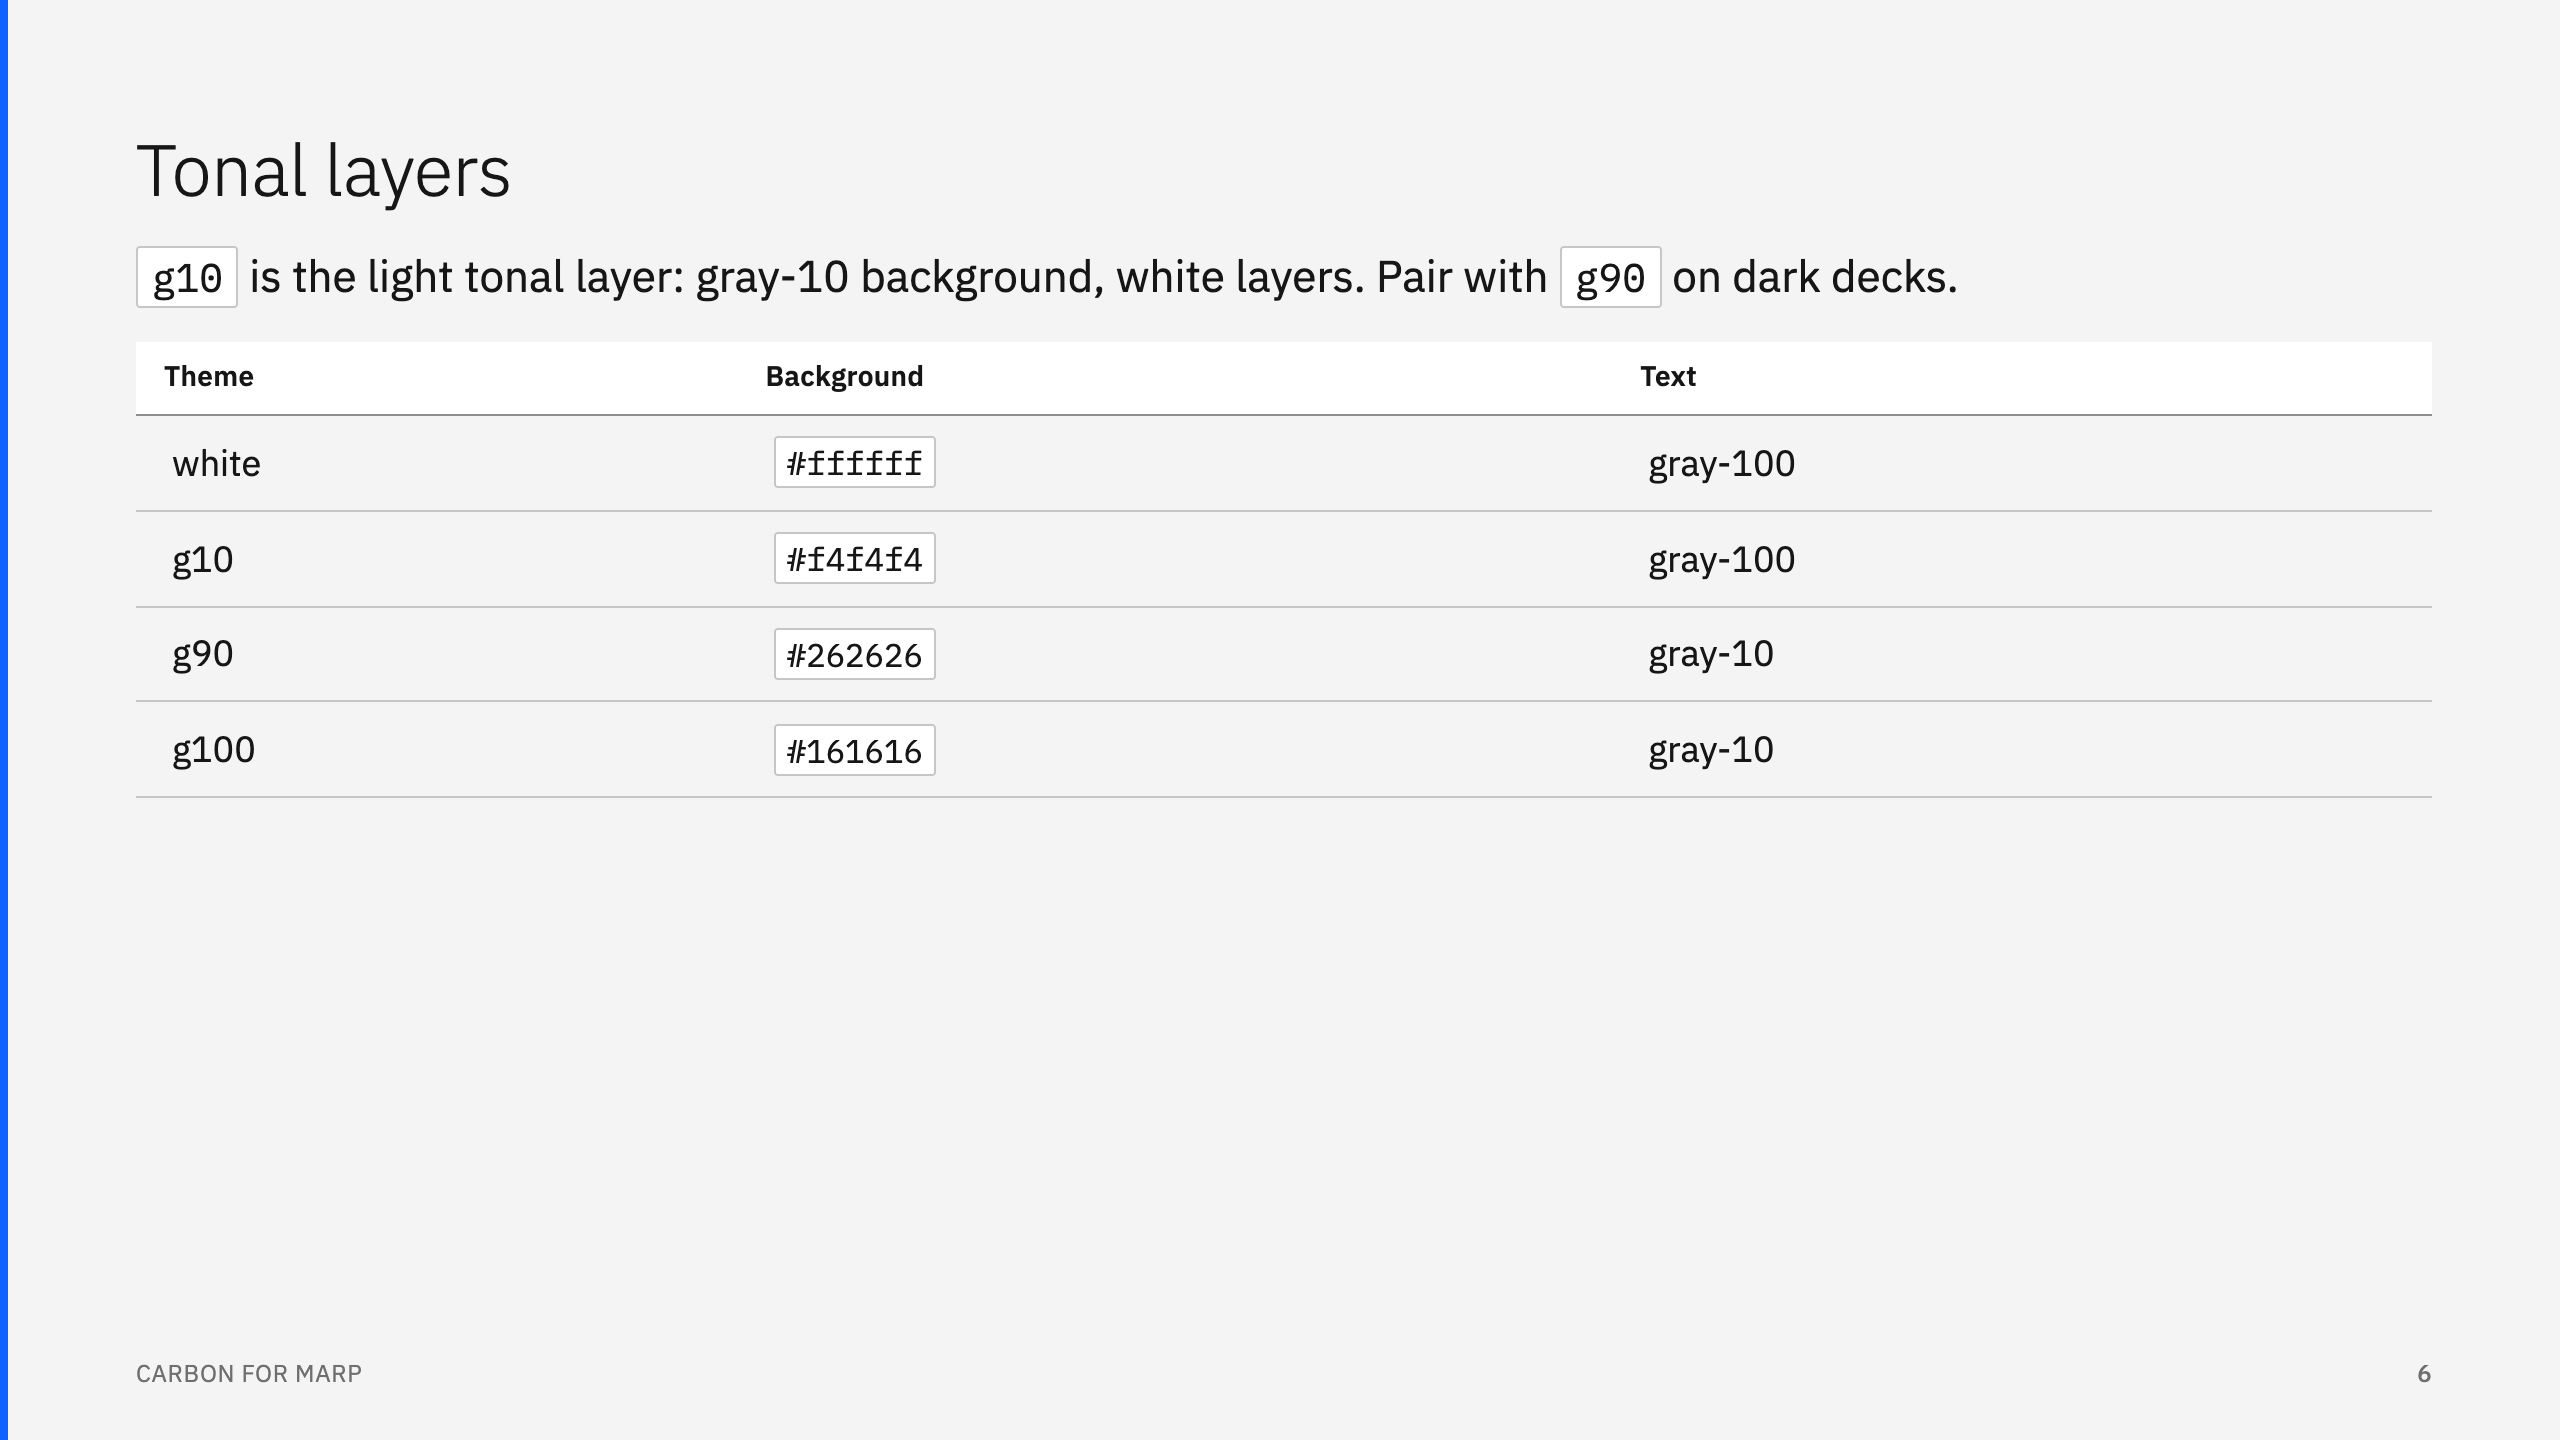 Tonal layers
g10 is the light tonal layer: gray-10 background, white layers. Pair with g90 on dark decks.
Theme Background Text
white #ffffff gray-100
g10 #f4f4f4 gray-100
g90 #262626 gray-10
g100 #161616 gray-10
CARBON FOR MARP 6